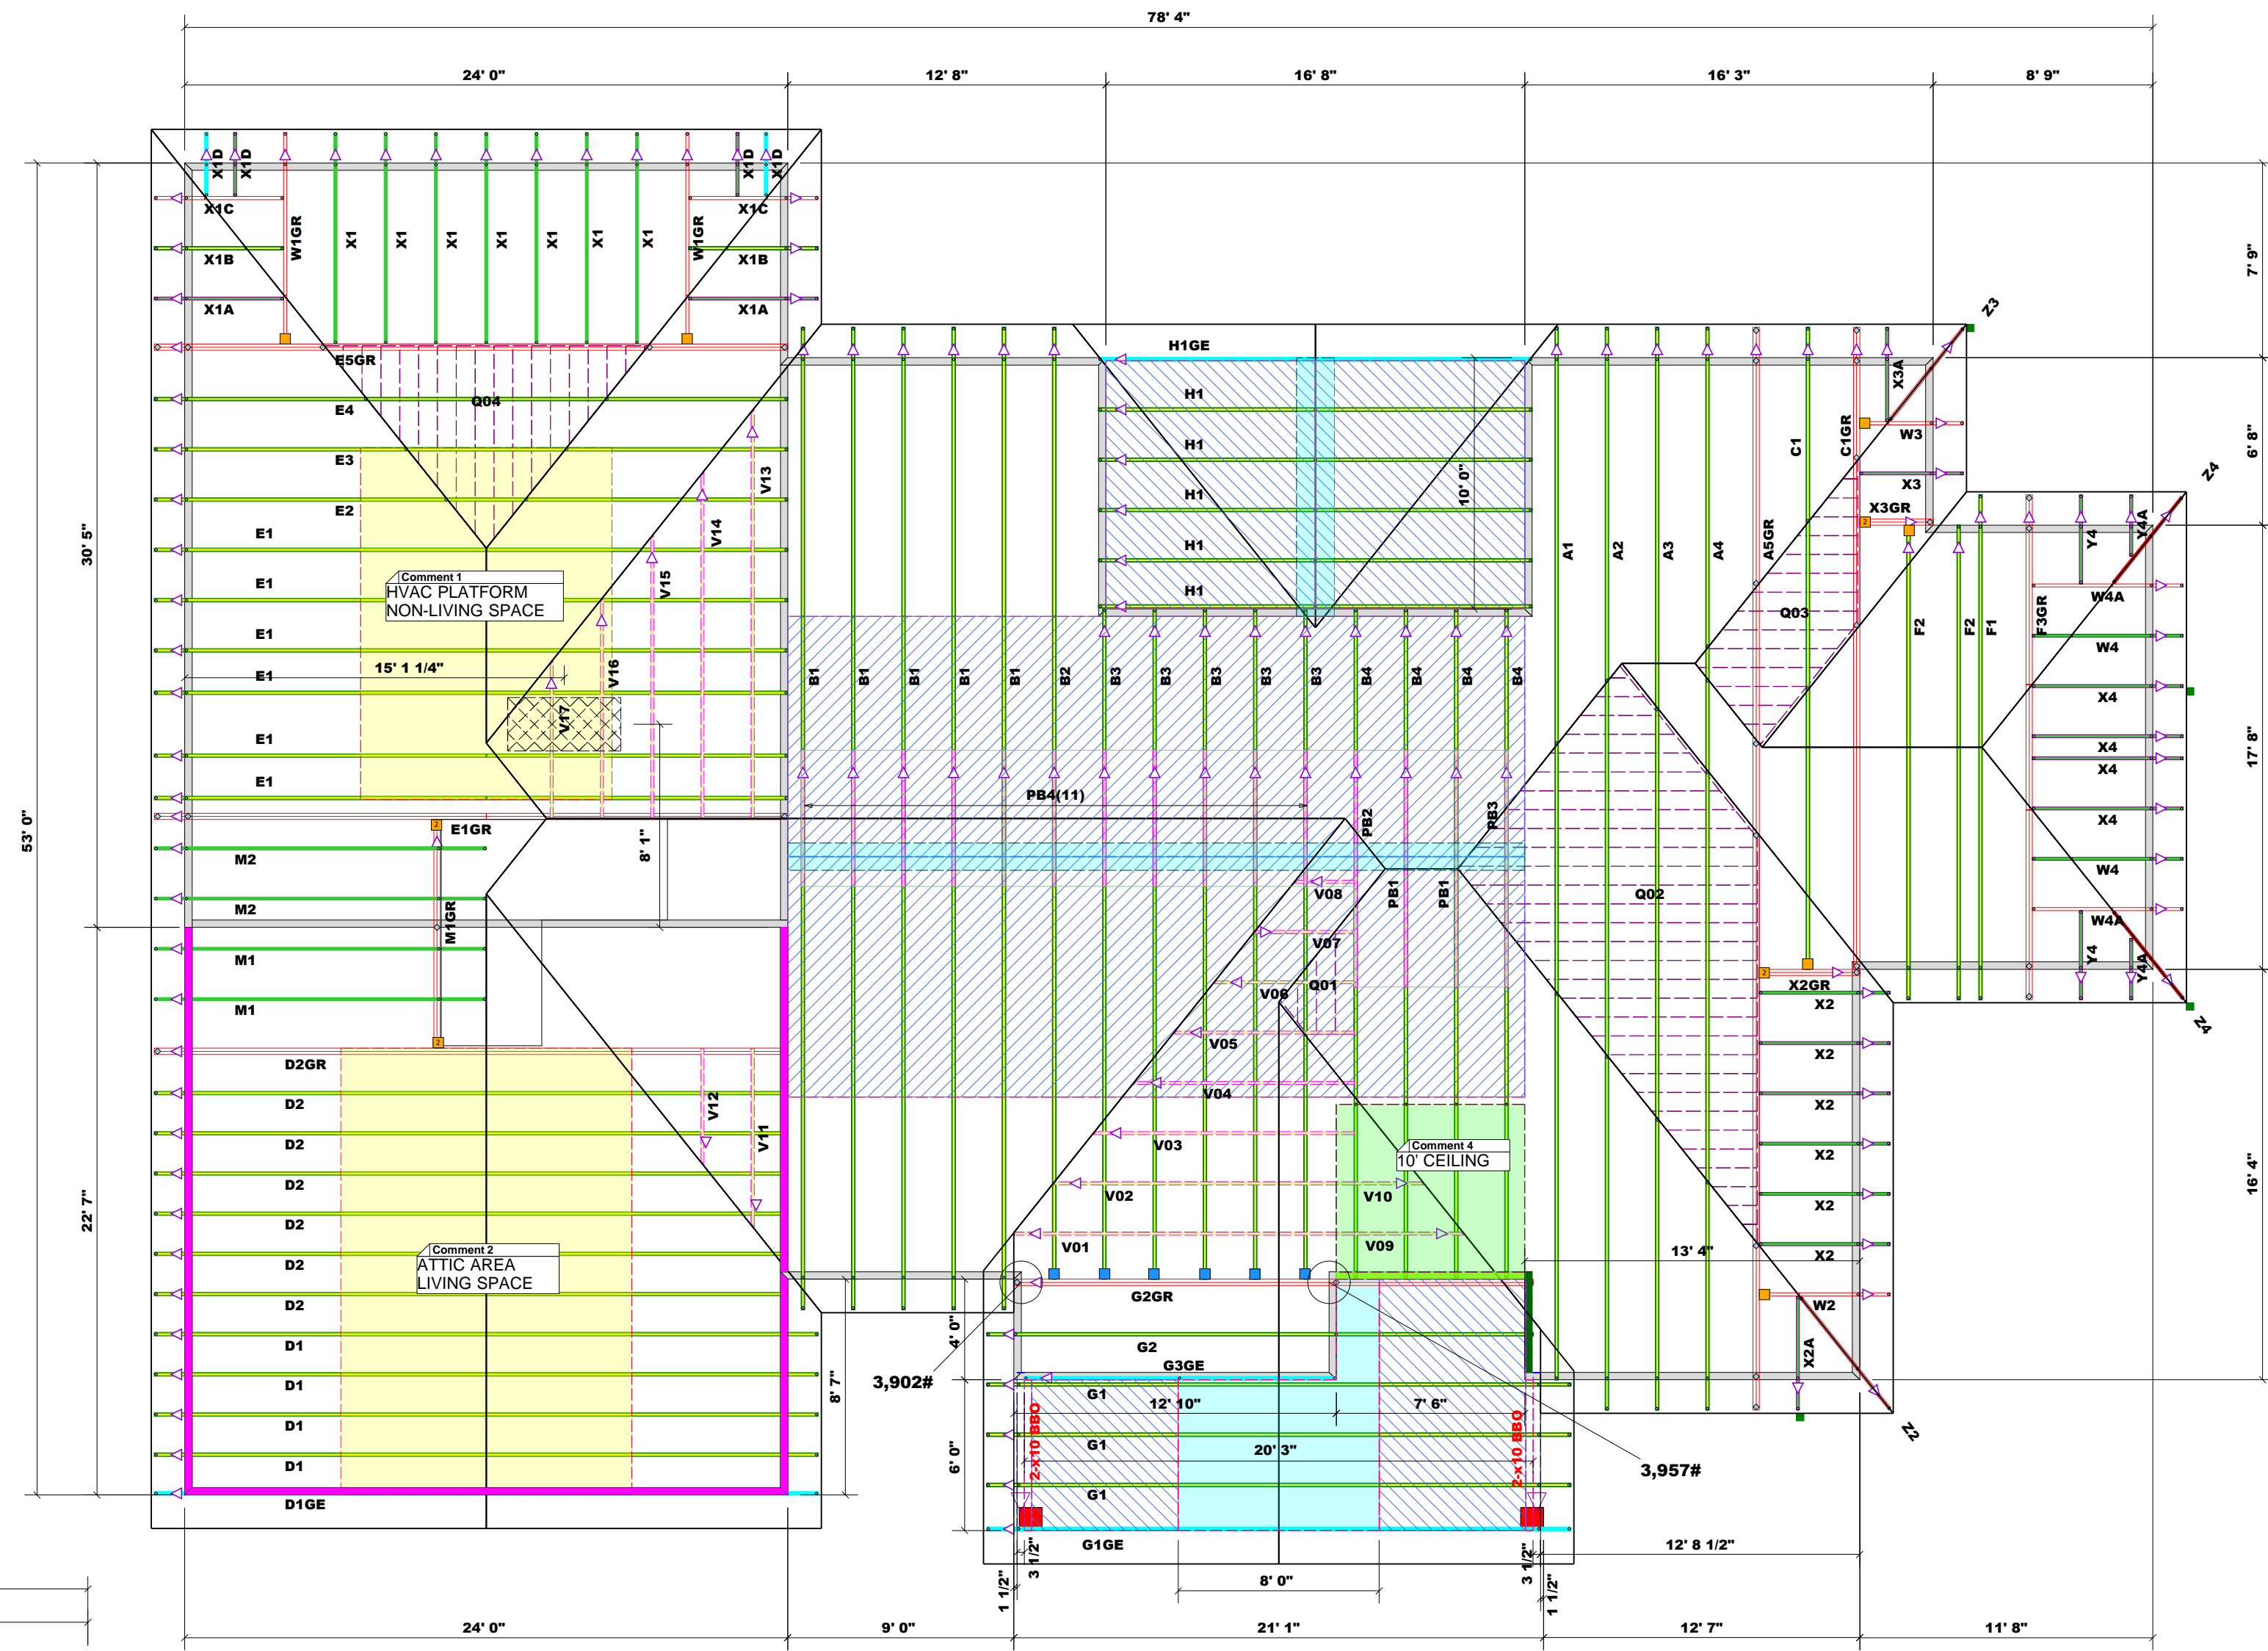 78' 4"
24' 0"
12' 8"
16' 8"
16' 3"
8' 9"
X1D
X1D
X1D
X1C
X1C
W1GR
X1
X1
X1
X1
X1
X1
X1
W1GR
X1B
X1B
X1A
X1A
7' 9"
Z3
H1GE
E5GR
E4
Q04
H1
X3A
W3
C1
C1GR
6' 8"
E3
H1
10' 0"
Z4
V13
X3
E2
H1
X3GR
2
E1
V14
H1
A1
A2
A3
A4
A5GR
Y4
Y4A
30' 5"
Comment 1
HVAC PLATFORM
NON-LIVING SPACE
E1
V15
H1
W4A
Q03
F2
F2
F1
F3GR
E1
W4
15' 1 1/4"
E1
V16
B1
B1
B1
B1
B1
B2
B3
B3
B3
B3
B3
B4
B4
B4
B4
X4
V17
E1
X4
17' 8"
X4
E1
PB4(11)
PB2
PB3
53' 0"
2
E1GR
X4
8' 1"
M2
W4
V08
PB1
PB1
Q02
M2
M1GR
W4A
V07
Y4
Y4A
M1
2
X2GR
V06
Q01
X2
M1
Z4
2
V05
X2
D2GR
V04
X2
D2
V12
V11
V03
Comment 4
10' CEILING
X2
D2
16' 4"
D2
V02
V10
X2
22' 7"
D2
V01
V09
13' 4"
X2
D2
Comment 2
ATTIC AREA
LIVING SPACE
D2
G2GR
W2
D1
4' 0"
G2
G3GE
X2A
3,902#
8' 7"
D1
G1
12' 10"
7' 6"
D1
2-x10 BBO
2-x10 BBO
G1
20' 3"
Z2
D1
6' 0"
3,957#
G1
D1GE
G1GE
12' 8 1/2"
1 1/2"
3 1/2"
8' 0"
3 1/2"
1 1/2"
24' 0"
9' 0"
21' 1"
12' 7"
11' 8"